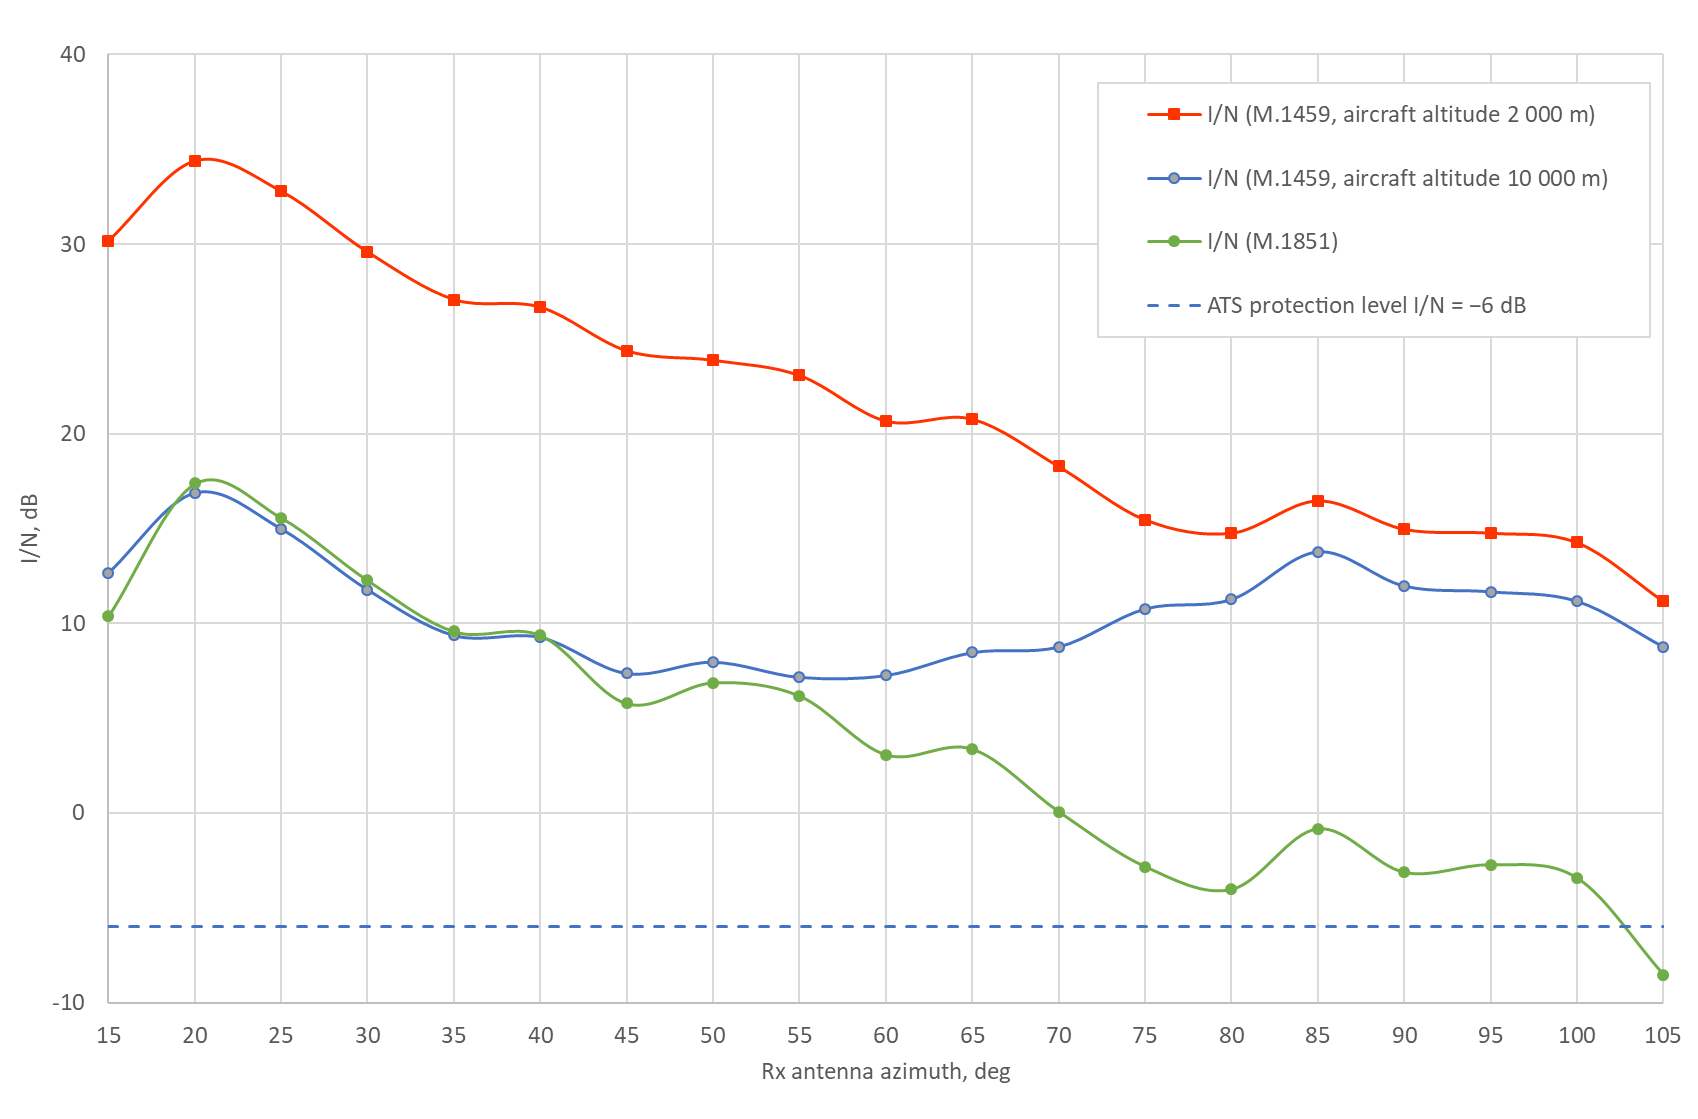 40
30
20
10
0
-10
I/N, dB
I/N (M.1459, aircraft altitude 2 000 m)
I/N (M.1459, aircraft altitude 10 000 m)
I/N (M.1851)
ATS protection level I/N = −6 dB
15 20 25 30 35 40 45 50 55 60 65 70 75 80 85 90 95 100 105
Rx antenna azimuth, deg